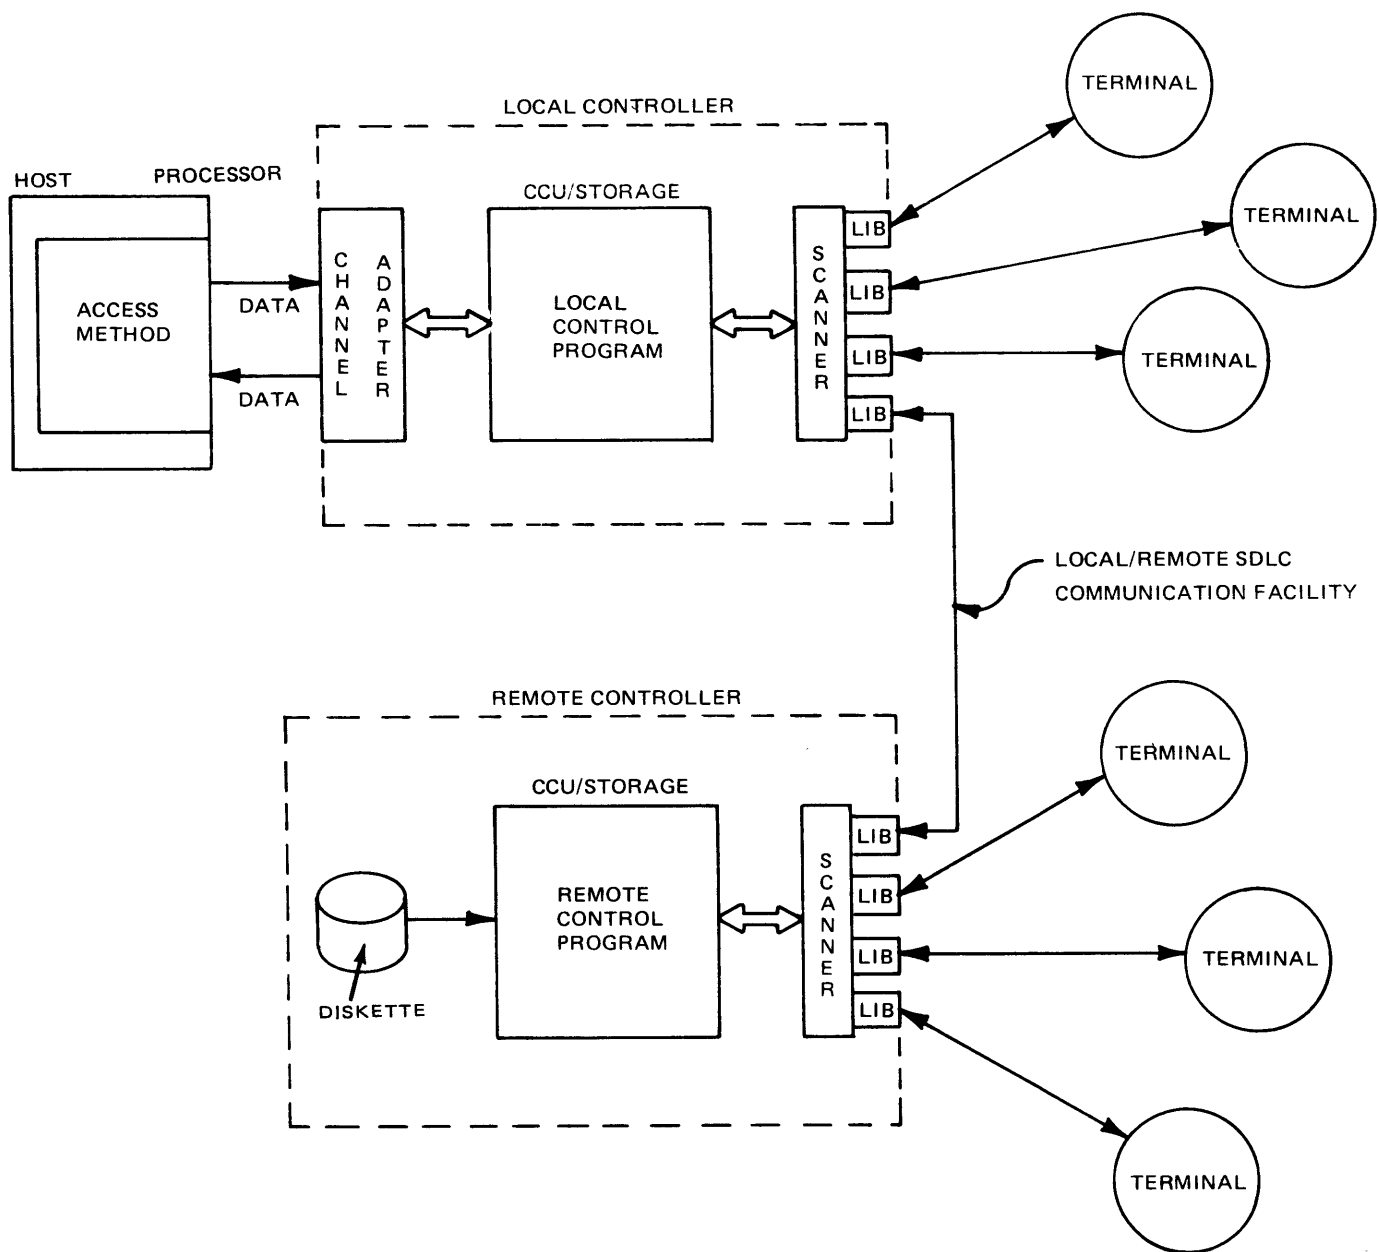 TERMINAL
LOCAL CONTROLLER
HOST PROCESSOR
CCU/STORAGE
TERMINAL
CHANNEL
ADAPTER
SCANNER
LIB
LIB
LIB
LIB
ACCESS
METHOD
DATA
DATA
LOCAL
CONTROL
PROGRAM
TERMINAL
LOCAL/REMOTE SDLC
COMMUNICATION FACILITY
REMOTE CONTROLLER
TERMINAL
CCU/STORAGE
REMOTE
CONTROL
PROGRAM
SCANNER
LIB
LIB
LIB
LIB
DISKETTE
TERMINAL
TERMINAL